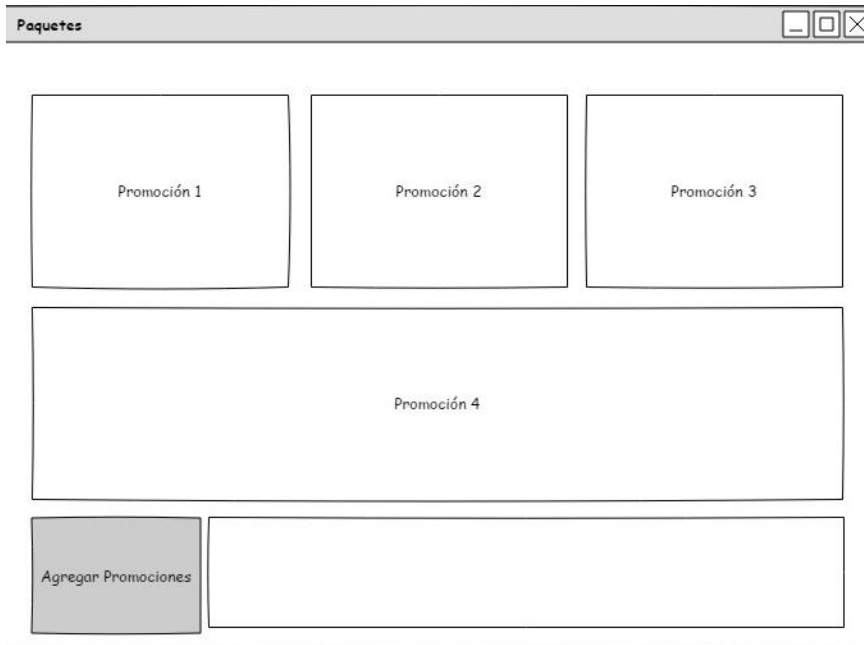 Paquetes
Promoción 1
Promoción 2
Promoción 3
Promoción 4
Agregar Promociones